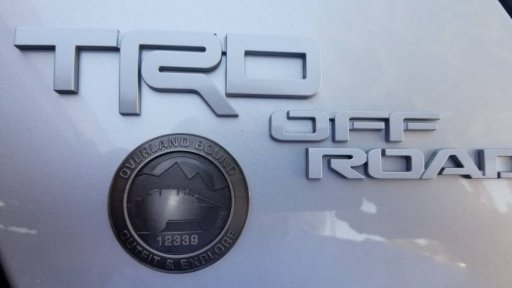 TRD
OFF
ROAD
OVERLAND BOUND
12339
OUTFIT & EXPLORE